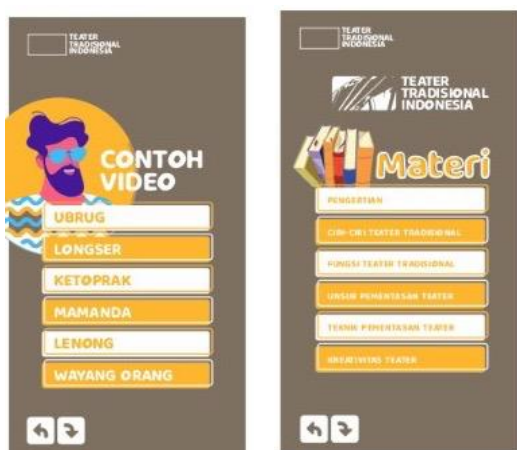 TEATER
TRADISIONAL
INDONESIA
CONTOH
VIDEO
UBRUG
LONGSER
KETOPRAK
MAMANDA
LENONG
WAYANG ORANG
TEATER
TRADISIONAL
INDONESIA
TEATER
TRADISIONAL
INDONESIA
Materi
PENGERTIAN
CIRI-CIRI TEATER TRADISIONAL
FUNGSI TEATER TRADISIONAL
UNSUR PEMENTASAN TEATER
TEKNIK PEMENTASAN TEATER
KREATIVITAS TEATER